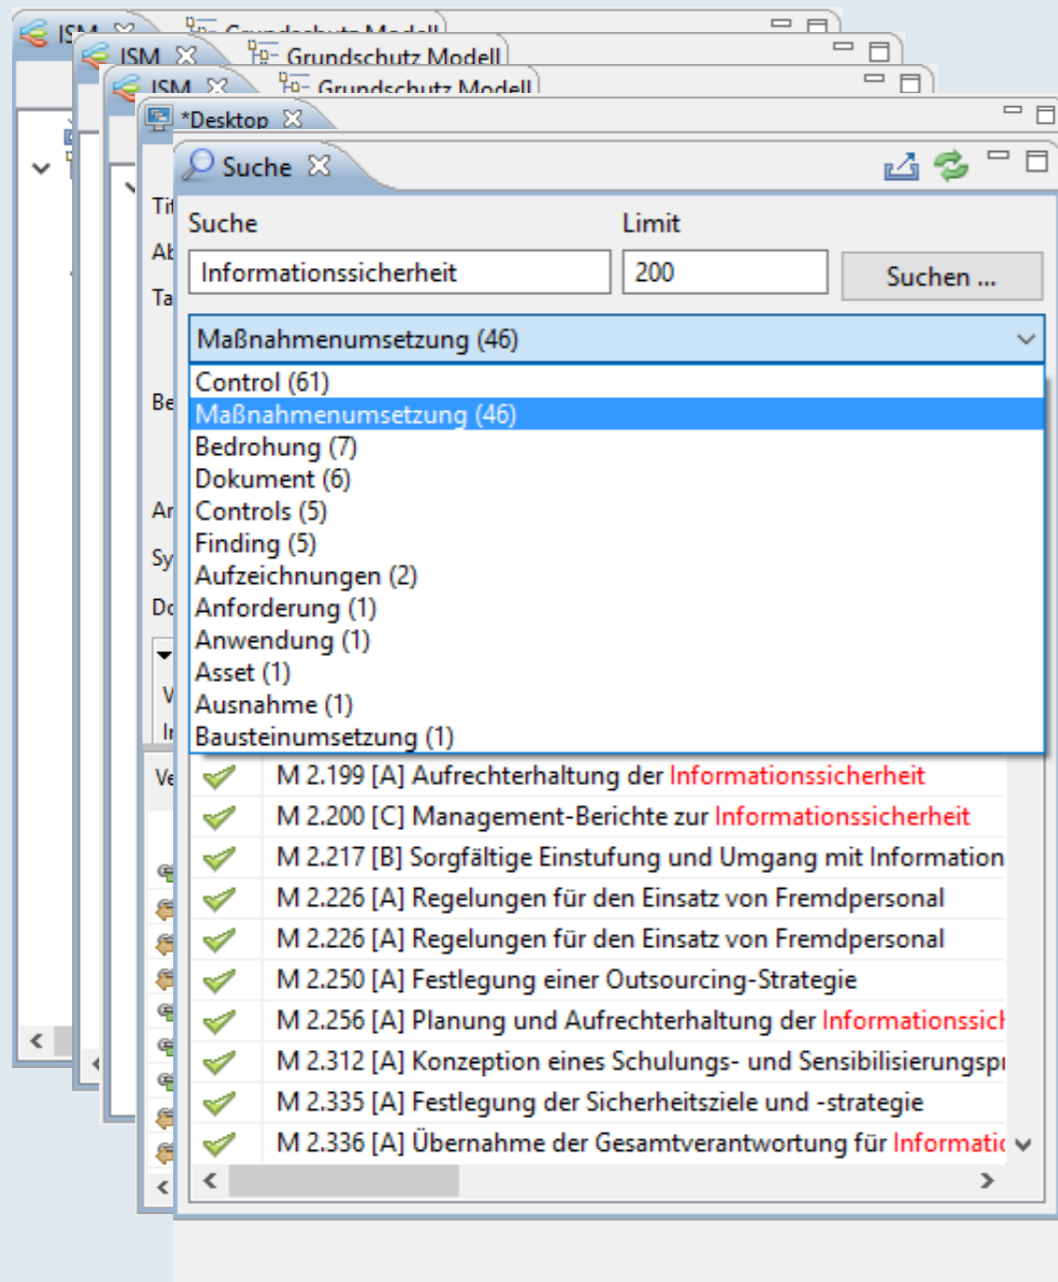 ISM
ISM Grundschutz Modell
ISM Grundschutz Modell
*Desktop
Suche
Suche Limit
Informationssicherheit 200 Suchen ...
Maßnahmenumsetzung (46)
Control (61)
Maßnahmenumsetzung (46)
Bedrohung (7)
Dokument (6)
Controls (5)
Finding (5)
Aufzeichnungen (2)
Anforderung (1)
Anwendung (1)
Asset (1)
Ausnahme (1)
Bausteinumsetzung (1)
M 2.199 [A] Aufrechterhaltung der Informationssicherheit
M 2.200 [C] Management-Berichte zur Informationssicherheit
M 2.217 [B] Sorgfältige Einstufung und Umgang mit Information
M 2.226 [A] Regelungen für den Einsatz von Fremdpersonal
M 2.226 [A] Regelungen für den Einsatz von Fremdpersonal
M 2.250 [A] Festlegung einer Outsourcing-Strategie
M 2.256 [A] Planung und Aufrechterhaltung der Informationssich
M 2.312 [A] Konzeption eines Schulungs- und Sensibilisierungspr
M 2.335 [A] Festlegung der Sicherheitsziele und -strategie
M 2.336 [A] Übernahme der Gesamtverantwortung für Informatio